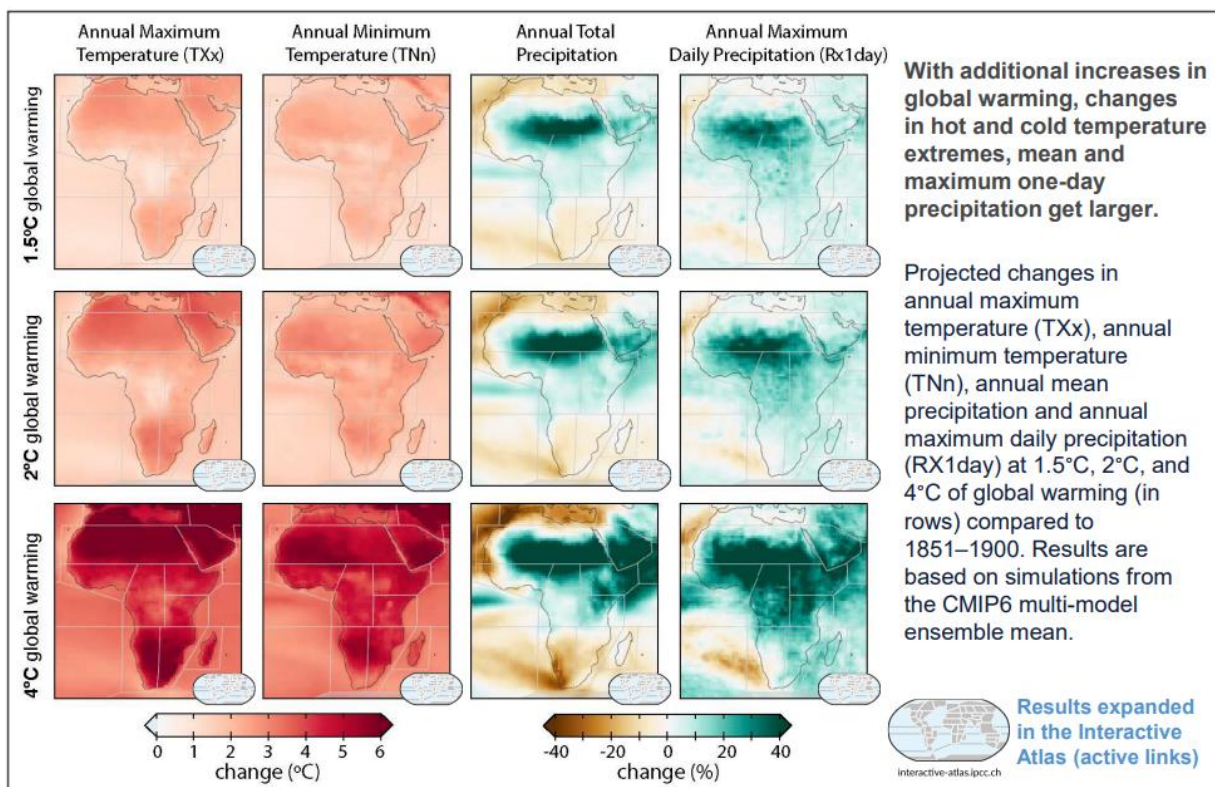 Annual Maximum
Temperature (TXx)
Annual Minimum
Temperature (TNn)
Annual Total
Precipitation
Annual Maximum
Daily Precipitation (Rx1day)
1.5ºC global warming
2ºC global warming
4ºC global warming
0 1 2 3 4 5 6
change (ºC)
-40 -20 0 20 40
change (%)
With additional increases in
global warming, changes
in hot and cold temperature
extremes, mean and
maximum one-day
precipitation get larger.
Projected changes in
annual maximum
temperature (TXx), annual
minimum temperature
(TNn), annual mean
precipitation and annual
maximum daily precipitation
(RX1day) at 1.5°C, 2°C, and
4°C of global warming (in
rows) compared to
1851–1900. Results are
based on simulations from
the CMIP6 multi-model
ensemble mean.
Results expanded
in the Interactive
Atlas (active links)
interactive-atlas.ipcc.ch